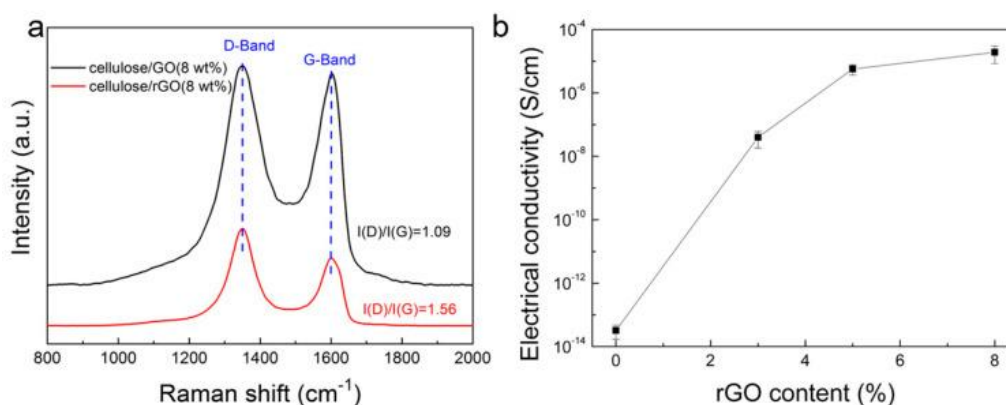 a
D-Band
G-Band
cellulose/GO(8 wt%)
cellulose/rGO(8 wt%)
I(D)/I(G)=1.09
I(D)/I(G)=1.56
Intensity (a.u.)
800 1000 1200 1400 1600 1800 2000
Raman shift (cm⁻¹)
b
Electrical conductivity (S/cm)
10⁻⁴
10⁻⁶
10⁻⁸
10⁻¹⁰
10⁻¹²
10⁻¹⁴
0 2 4 6 8
rGO content (%)